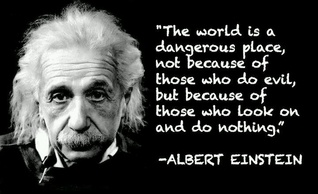 "The world is a
dangerous place,
not because of
those who do evil,
but because of
those who look on
and do nothing."
-ALBERT EINSTEIN